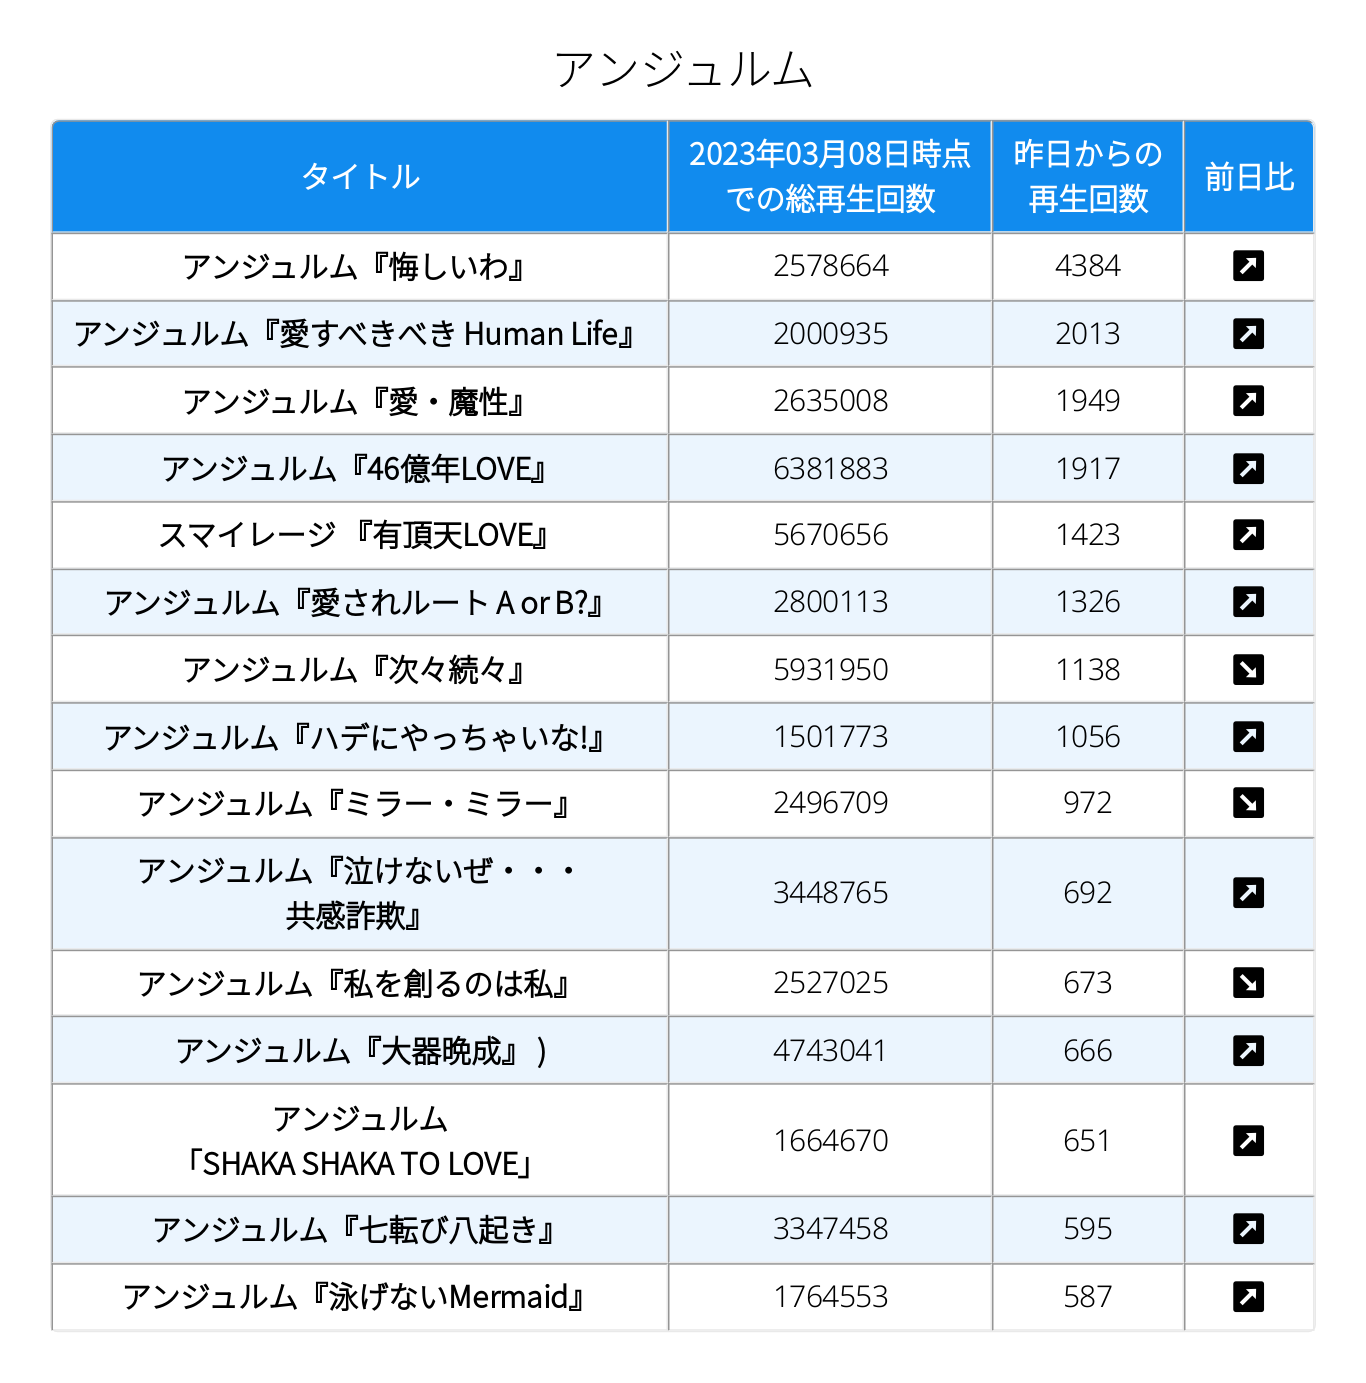 アンジュルム
タイトル
2023年03月08日時点
での総再生回数
昨日からの
再生回数
前日比
アンジュルム『悔しいわ』 2578664 4384
アンジュルム『愛すべきべき Human Life』 2000935 2013
アンジュルム『愛・魔性』 2635008 1949
アンジュルム『46億年LOVE』 6381883 1917
スマイレージ 『有頂天LOVE』 5670656 1423
アンジュルム『愛されルート A or B?』 2800113 1326
アンジュルム『次々続々』 5931950 1138
アンジュルム『ハデにやっちゃいな!』 1501773 1056
アンジュルム『ミラー・ミラー』 2496709 972
アンジュルム『泣けないぜ・・・
共感詐欺』 3448765 692
アンジュルム『私を創るのは私』 2527025 673
アンジュルム『大器晩成』 ) 4743041 666
アンジュルム
「SHAKA SHAKA TO LOVE」 1664670 651
アンジュルム『七転び八起き』 3347458 595
アンジュルム『泳げないMermaid』 1764553 587